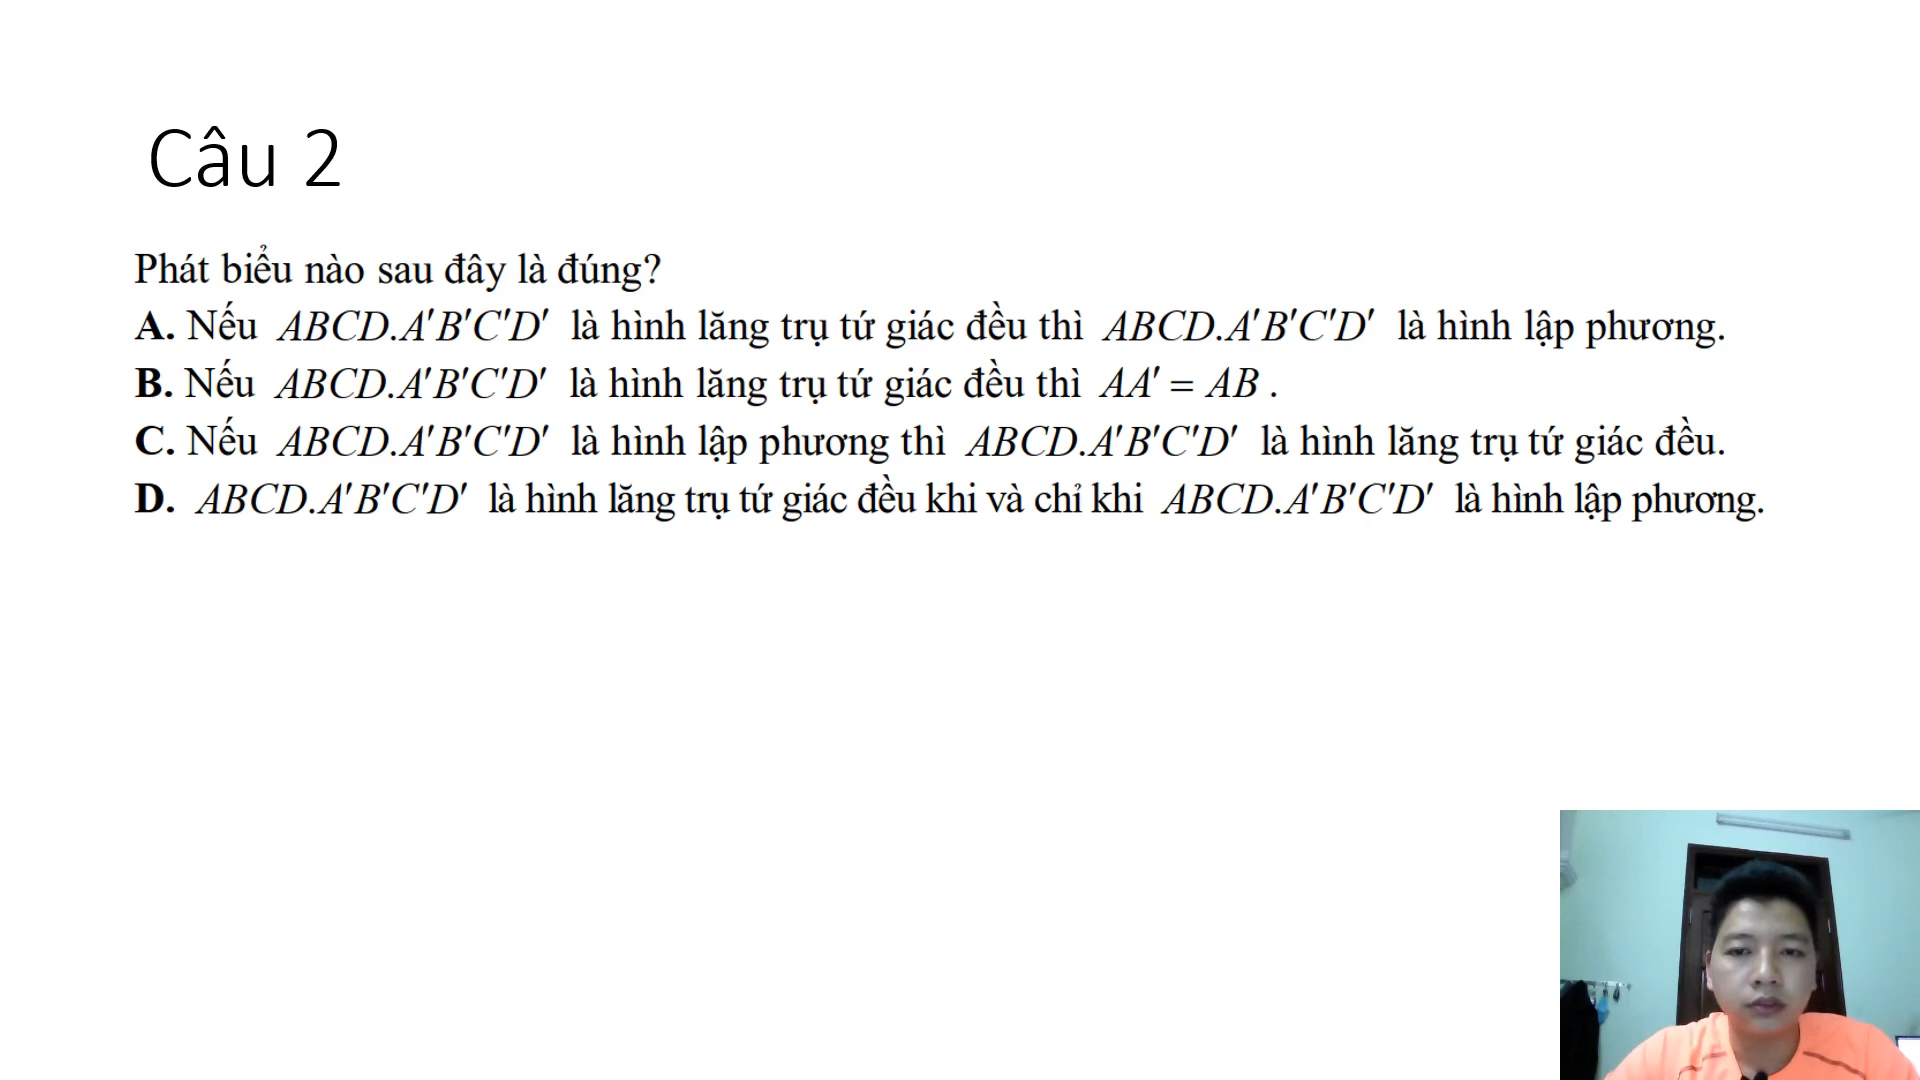 Câu 2
Phát biểu nào sau đây là đúng?
A. Nếu ABCD.A'B'C'D' là hình lăng trụ tứ giác đều thì ABCD.A'B'C'D' là hình lập phương.
B. Nếu ABCD.A'B'C'D' là hình lăng trụ tứ giác đều thì AA' = AB .
C. Nếu ABCD.A'B'C'D' là hình lập phương thì ABCD.A'B'C'D' là hình lăng trụ tứ giác đều.
D. ABCD.A'B'C'D' là hình lăng trụ tứ giác đều khi và chỉ khi ABCD.A'B'C'D' là hình lập phương.